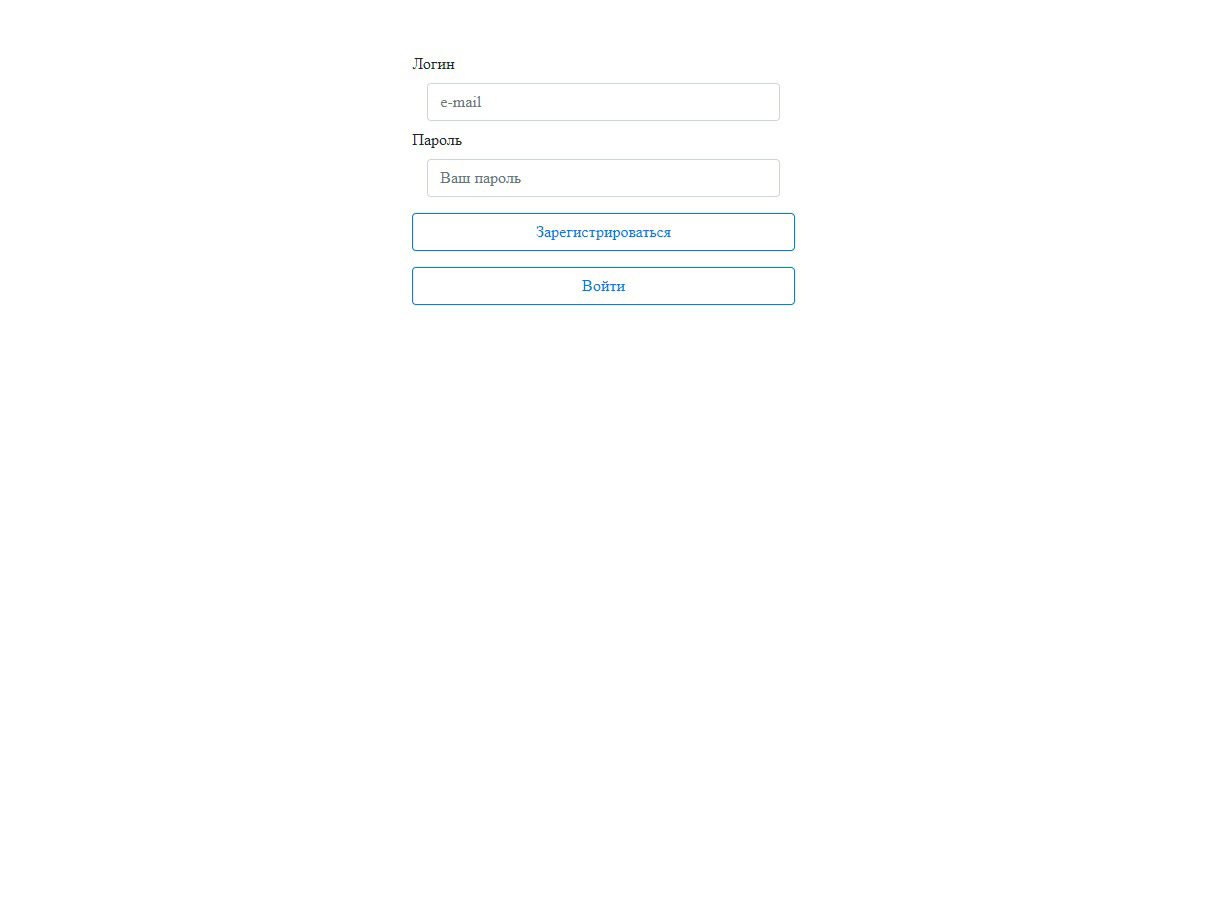 Логин
e-mail
Пароль
Ваш пароль
Зарегистрироваться
Войти